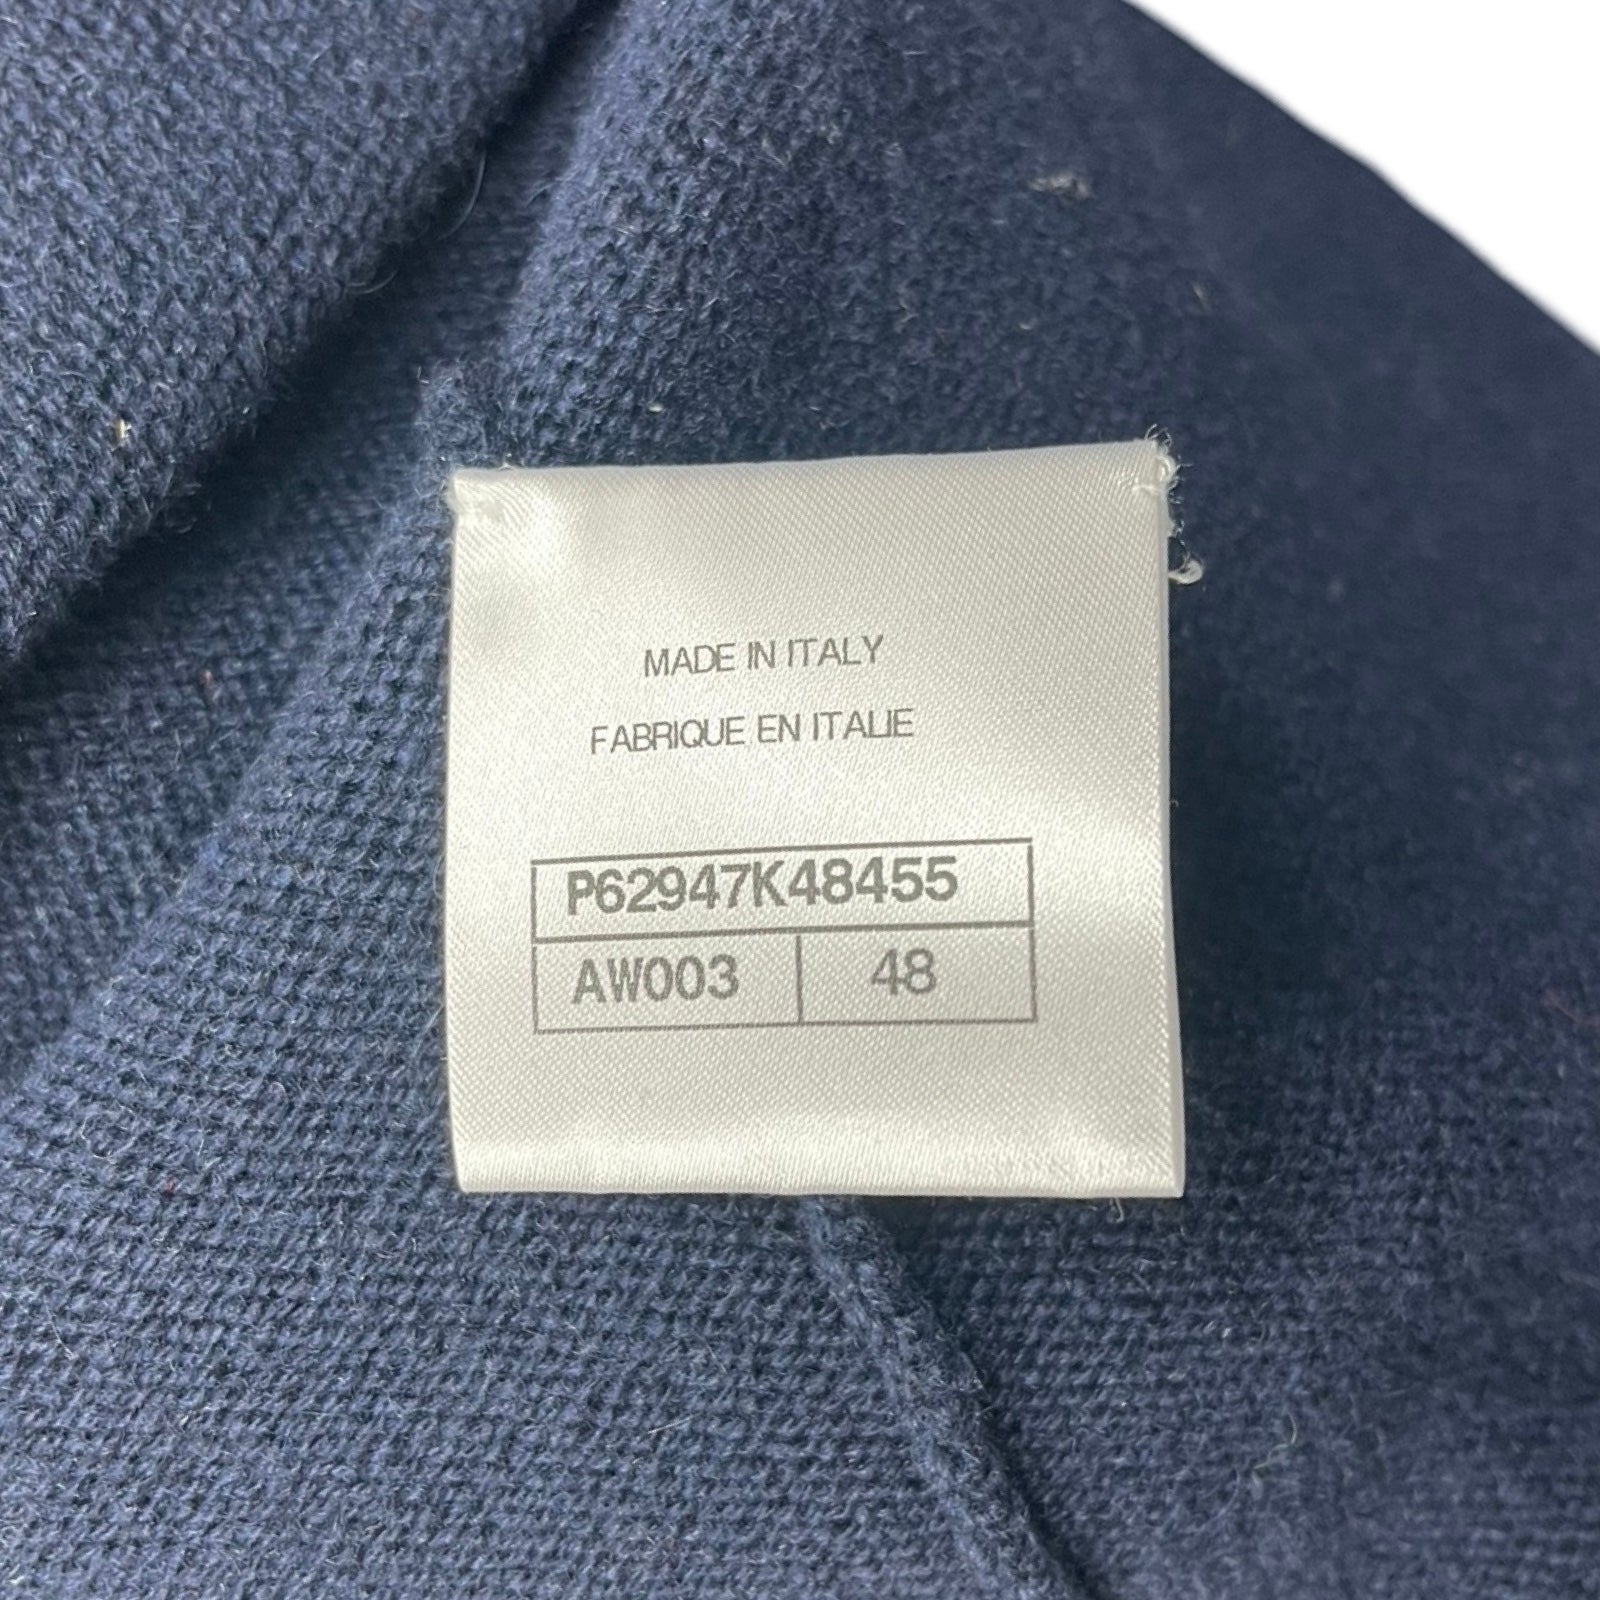 MADE IN ITALY
FABRIQUE EN ITALIE
P62947K48455
AW003 48